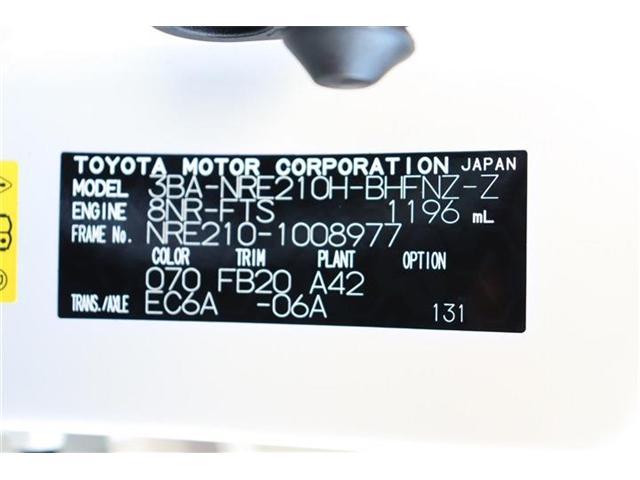 TOYOTA MOTOR CORPORATION JAPAN
MODEL 3BA-NRE210H-BHFNZ-Z
ENGINE 8NR-FTS 1196 mL
FRAME No. NRE210-1008977
COLOR TRIM PLANT OPTION
070 FB20 A42
TRANS./AXLE EC6A -06A 131